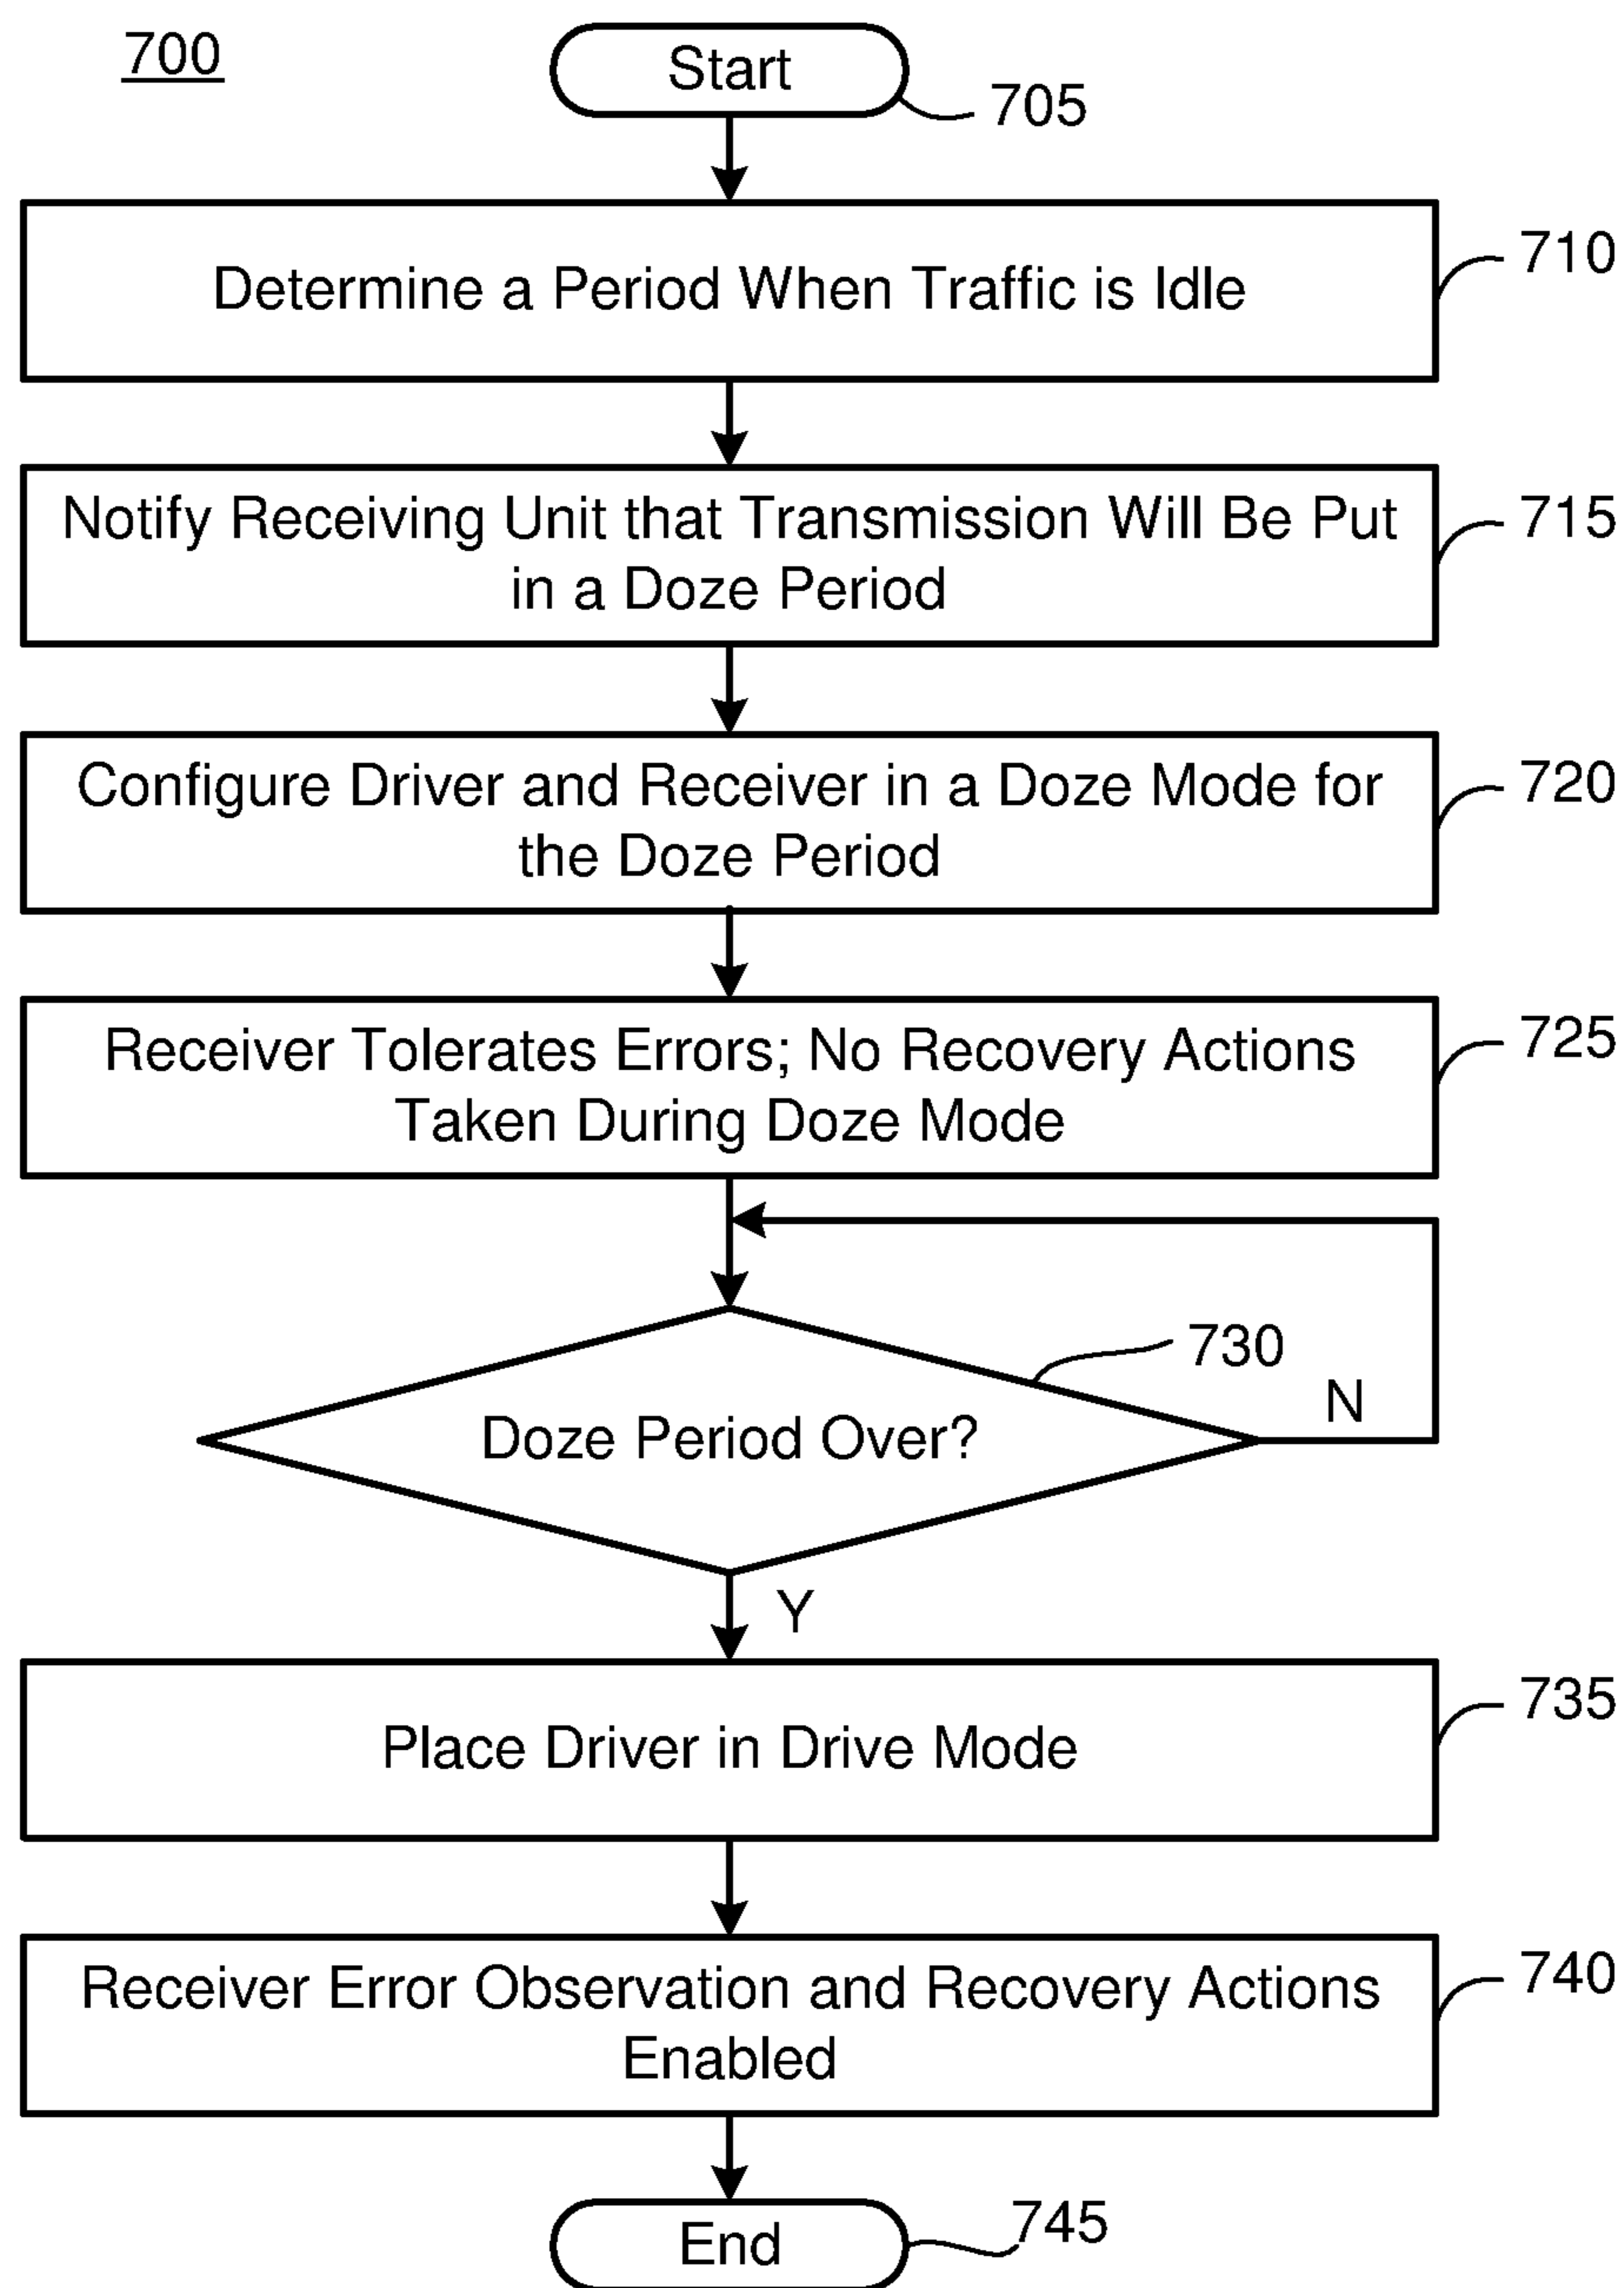 700
Start
705
Determine a Period When Traffic is Idle
710
Notify Receiving Unit that Transmission Will Be Put
in a Doze Period
715
Configure Driver and Receiver in a Doze Mode for
the Doze Period
720
Receiver Tolerates Errors; No Recovery Actions
Taken During Doze Mode
725
730
Doze Period Over?
N
Y
Place Driver in Drive Mode
735
Receiver Error Observation and Recovery Actions
Enabled
740
End
745